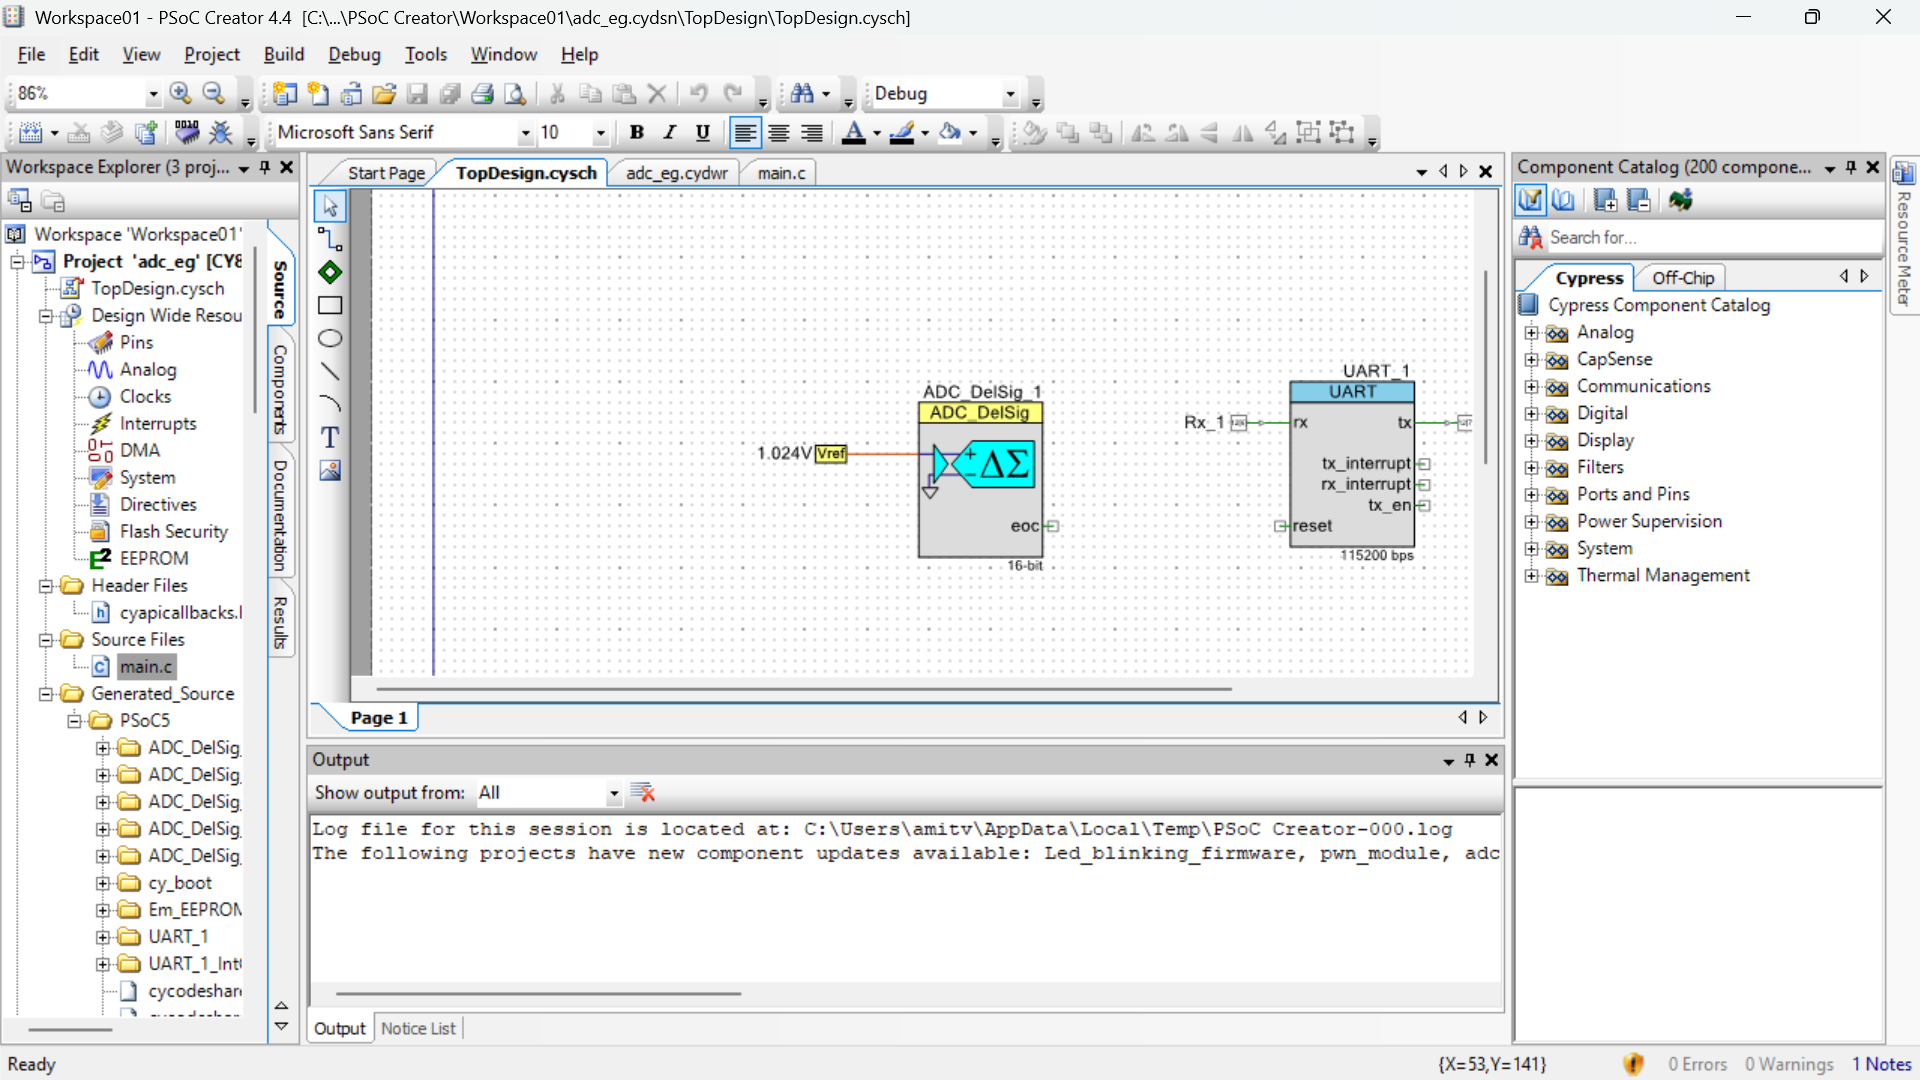 Workspace01 - PSoC Creator 4.4 [C:\...\PSoC Creator\Workspace01\adc_eg.cydsn\TopDesign\TopDesign.cysch]
File Edit View Project Build Debug Tools Window Help
86%
Debug
Microsoft Sans Serif 10 B I U
Workspace Explorer (3 proj...
Start Page TopDesign.cysch adc_eg.cydwr main.c
Component Catalog (200 compone...
Resource Meter
Workspace 'Workspace01'
Project 'adc_eg' [CY8
TopDesign.cysch
Design Wide Resou
Pins
Analog
Clocks
Interrupts
DMA
System
Directives
Flash Security
EEPROM
Header Files
cyapicallbacks.
Source Files
main.c
Generated_Source
PSoC5
ADC_DelSig_
ADC_DelSig_
ADC_DelSig_
ADC_DelSig_
ADC_DelSig_
cy_boot
Em_EEPROM
UART_1
UART_1_Int
cycodeshar
Source
Components
Documentation
Results
T
ADC_DelSig_1
ADC_DelSig
1.024V Vref
+
-
ΔΣ
eoc
16-bit
UART_1
UART
Rx_1
rx tx
tx_interrupt
rx_interrupt
tx_en
reset
115200 bps
Page 1
Search for...
Cypress Off-Chip
Cypress Component Catalog
Analog
CapSense
Communications
Digital
Display
Filters
Ports and Pins
Power Supervision
System
Thermal Management
Output
Show output from: All
Log file for this session is located at: C:\Users\amitv\AppData\Local\Temp\PSoC Creator-000.log
The following projects have new component updates available: Led_blinking_firmware, pwn_module, adc
Output Notice List
Ready
{X=53,Y=141}
0 Errors 0 Warnings 1 Notes